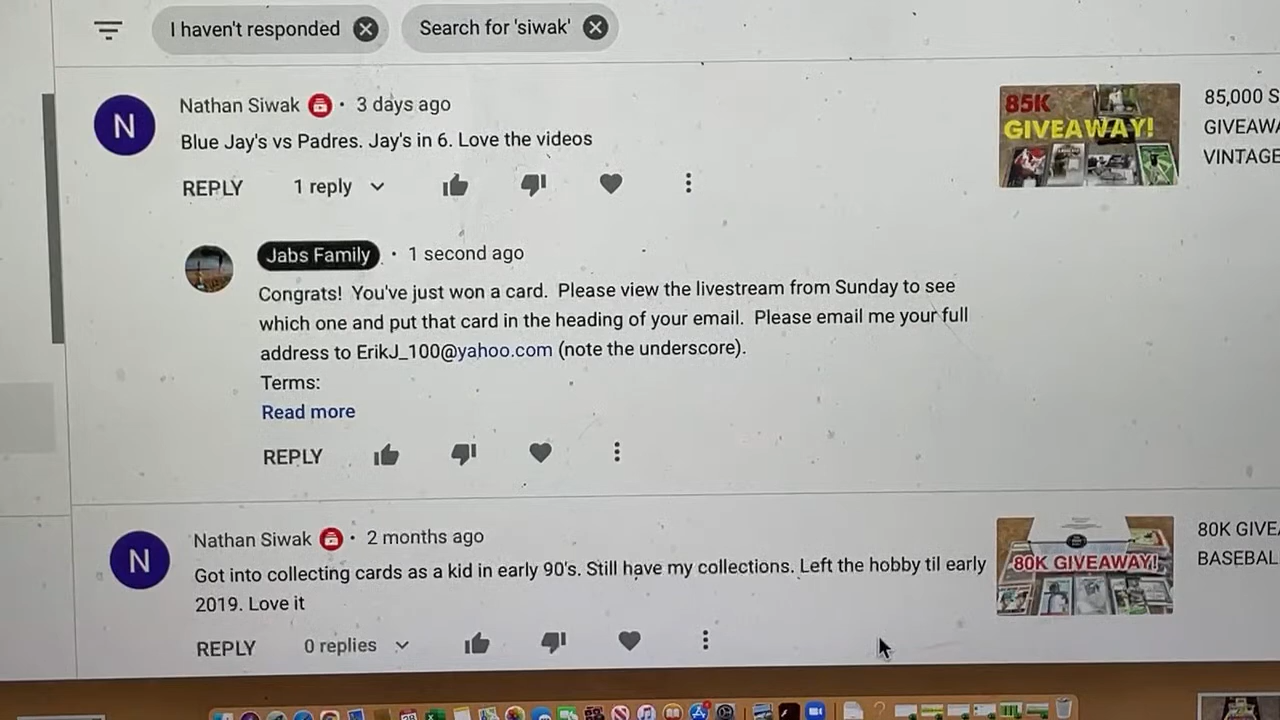 I haven't responded
Search for 'siwak'
N
Nathan Siwak · 3 days ago
Blue Jay's vs Padres. Jay's in 6. Love the videos
REPLY 1 reply
85K
GIVEAWAY!
85,000 S
GIVEAWA
VINTAGE
Jabs Family · 1 second ago
Congrats! You've just won a card. Please view the livestream from Sunday to see
which one and put that card in the heading of your email. Please email me your full
address to ErikJ_100@yahoo.com (note the underscore).
Terms:
Read more
REPLY
N
Nathan Siwak · 2 months ago
Got into collecting cards as a kid in early 90's. Still have my collections. Left the hobby til early
2019. Love it
REPLY 0 replies
80K GIVEAWAY!
80K GIVEA
BASEBAL